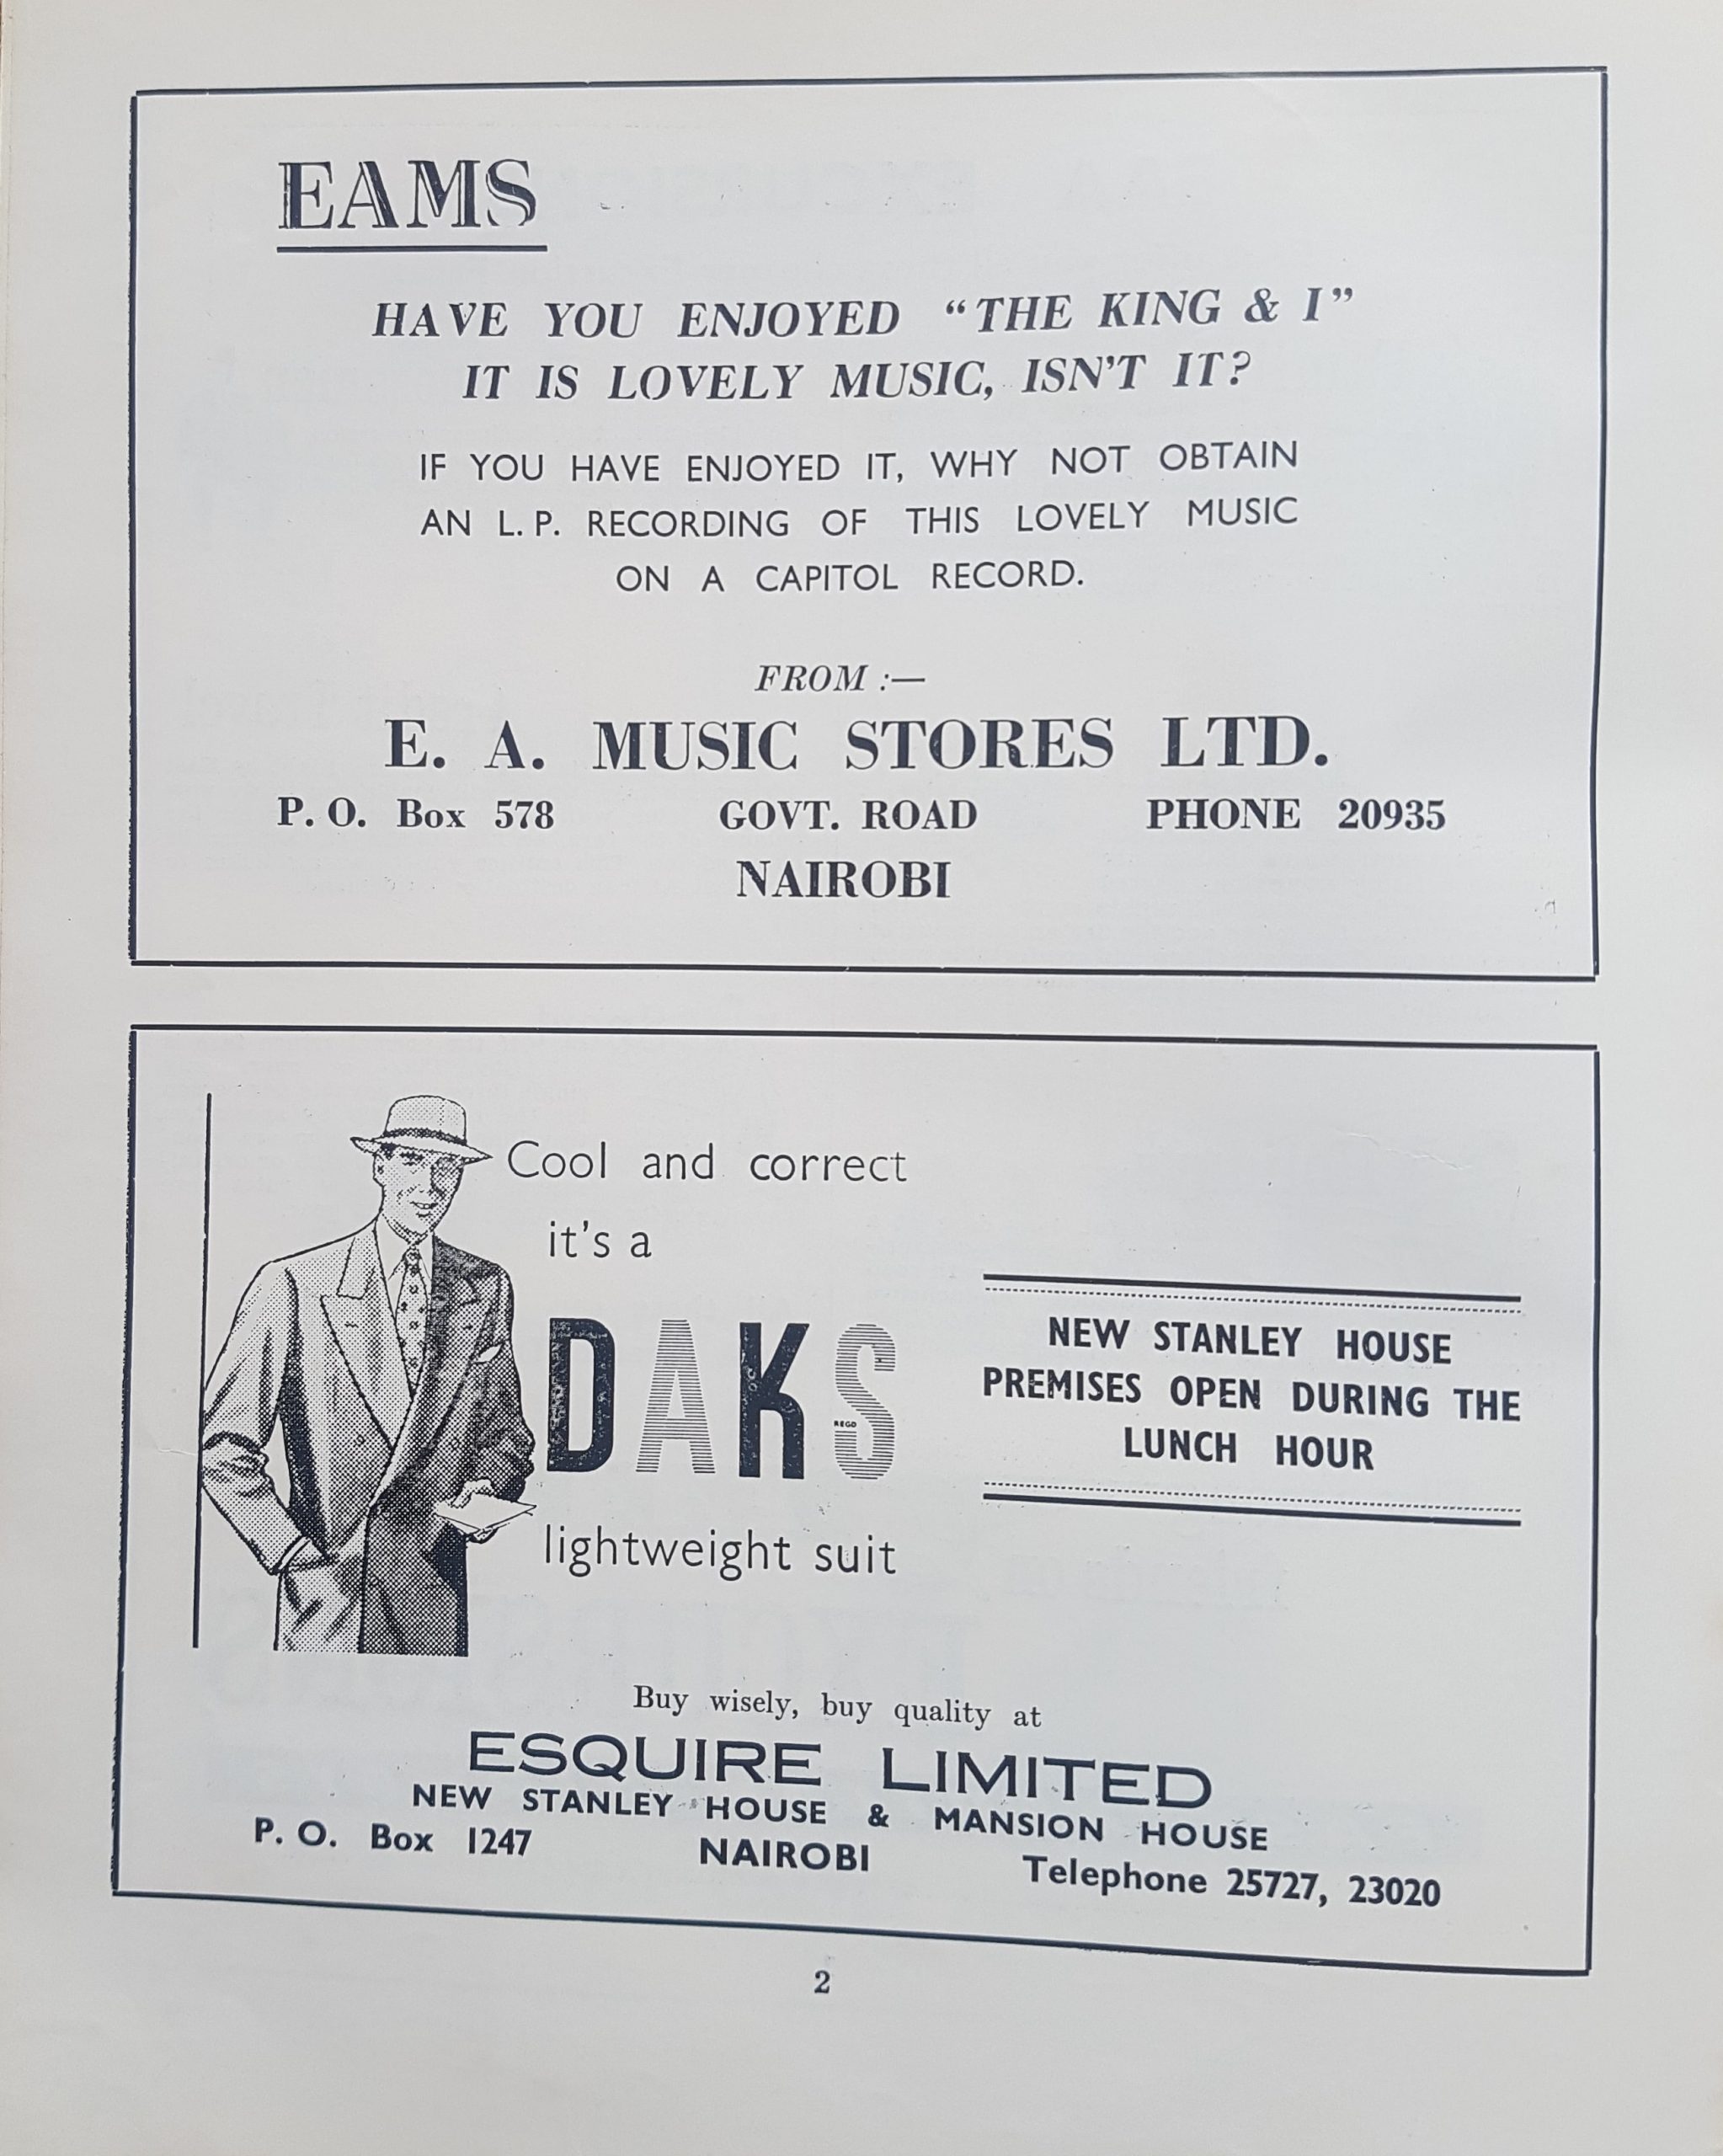 EAMS
HAVE YOU ENJOYED “THE KING & I”
IT IS LOVELY MUSIC, ISN'T IT?
IF YOU HAVE ENJOYED IT, WHY NOT OBTAIN
AN L. P. RECORDING OF THIS LOVELY MUSIC
ON A CAPITOL RECORD.
FROM :—
E. A. MUSIC STORES LTD.
P. O. Box 578 GOVT. ROAD PHONE 20935
NAIROBI
Cool and correct
it's a
DAKS
REGD
lightweight suit
NEW STANLEY HOUSE
PREMISES OPEN DURING THE
LUNCH HOUR
Buy wisely, buy quality at
ESQUIRE LIMITED
NEW STANLEY HOUSE & MANSION HOUSE
P. O. Box 1247 NAIROBI Telephone 25727, 23020
2